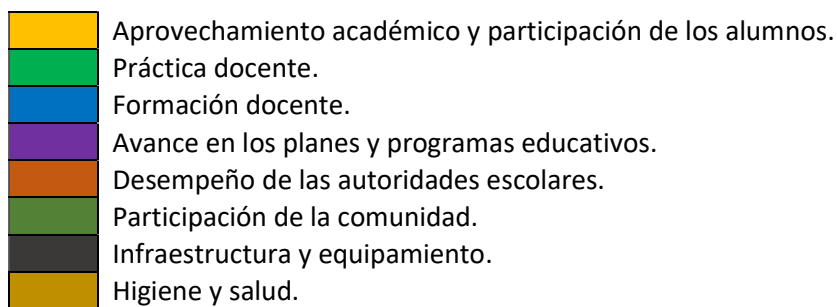 Aprovechamiento académico y participación de los alumnos.
Práctica docente.
Formación docente.
Avance en los planes y programas educativos.
Desempeño de las autoridades escolares.
Participación de la comunidad.
Infraestructura y equipamiento.
Higiene y salud.